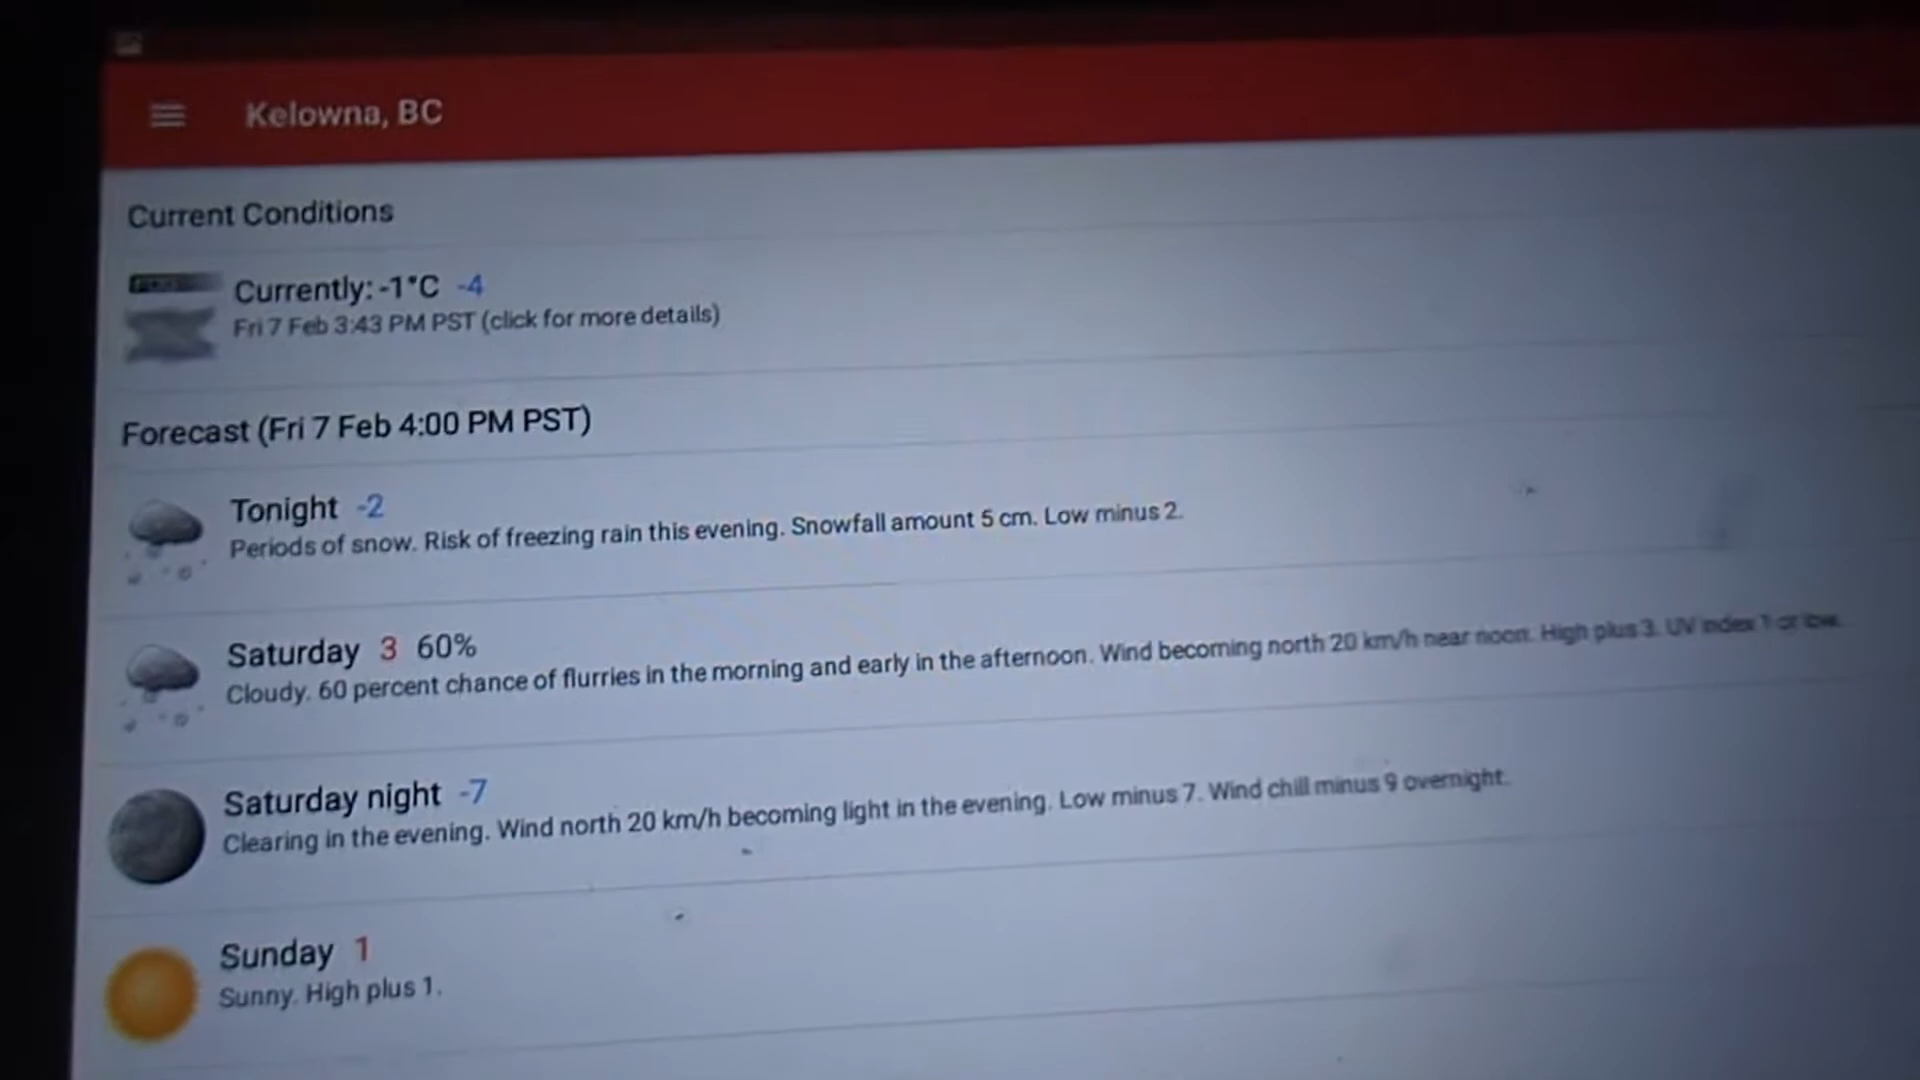 Kelowna, BC
Current Conditions
Currently: -1°C -4
Fri 7 Feb 3:43 PM PST (click for more details)
Forecast (Fri 7 Feb 4:00 PM PST)
Tonight -2
Periods of snow. Risk of freezing rain this evening. Snowfall amount 5 cm. Low minus 2.
Saturday 3 60%
Cloudy. 60 percent chance of flurries in the morning and early in the afternoon. Wind becoming north 20 km/h near noon. High plus 3. UV index 1 or low.
Saturday night -7
Clearing in the evening. Wind north 20 km/h becoming light in the evening. Low minus 7. Wind chill minus 9 overnight.
Sunday 1
Sunny. High plus 1.